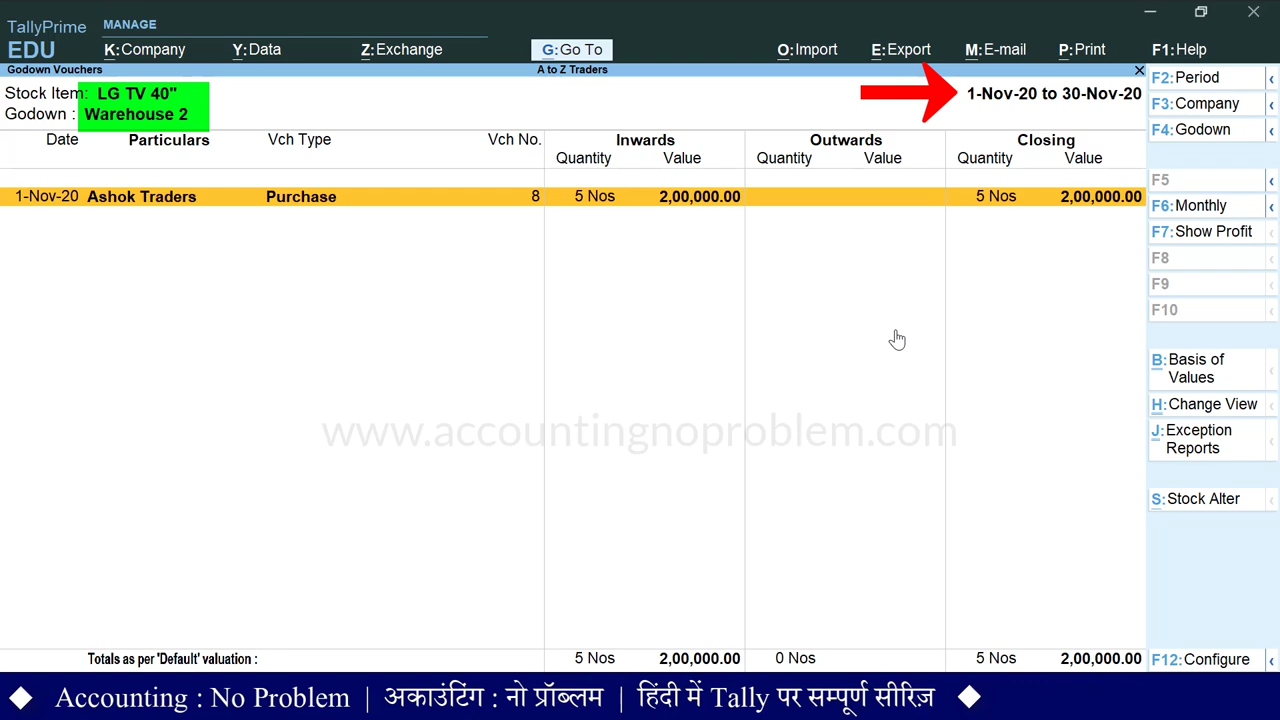 TallyPrime MANAGE
EDU K:Company Y:Data Z:Exchange G:Go To O:Import E:Export M:E-mail P:Print F1:Help
Godown Vouchers A to Z Traders
Stock Item: LG TV 40" 1-Nov-20 to 30-Nov-20
Godown : Warehouse 2
Date Particulars Vch Type Vch No. Inwards Outwards Closing
Quantity Value Quantity Value Quantity Value
1-Nov-20 Ashok Traders Purchase 8 5 Nos 2,00,000.00 5 Nos 2,00,000.00
www.accountingnoproblem.com
Totals as per 'Default' valuation : 5 Nos 2,00,000.00 0 Nos 5 Nos 2,00,000.00
F2:Period
F3:Company
F4:Godown
F5
F6:Monthly
F7:Show Profit
F8
F9
F10
B:Basis of
Values
H:Change View
J:Exception
Reports
S:Stock Alter
F12:Configure
Accounting : No Problem | अकाउंटिंग : नो प्रॉब्लम | हिंदी में Tally पर सम्पूर्ण सीरिज़